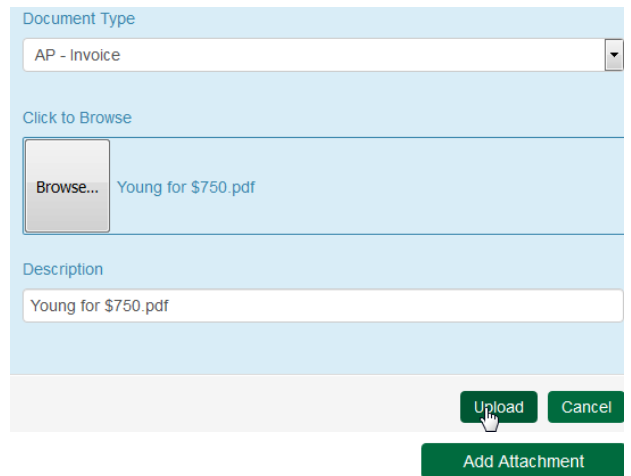 Document Type
AP - Invoice
Click to Browse
Browse... Young for $750.pdf
Description
Young for $750.pdf
Upload Cancel
Add Attachment